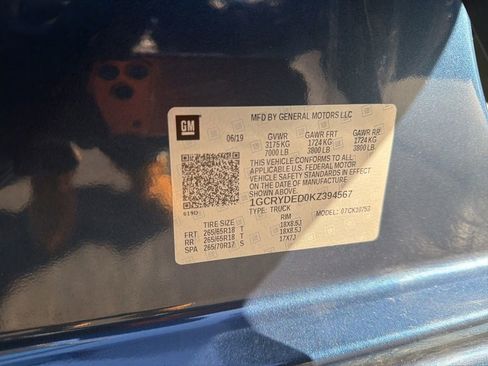 GM
MFD BY GENERAL MOTORS LLC
06/19 GVWR GAWR FRT GAWR RR
3175 KG 1724 KG 1724 KG
7000 LB 3800 LB 3800 LB
THIS VEHICLE CONFORMS TO ALL
APPLICABLE U.S. FEDERAL MOTOR
VEHICLE SAFETY STANDARDS IN
EFFECT ON THE DATE OF MANUFACTURE
SHOWN ABOVE.
1GCRYDED0KZ394567
TYPE: TRUCK MODEL:
TIRE SIZE RIM
FRT 265/65R18 T 18X8.5J
RR 265/65R18 T 18X8.5J
SPA 265/70R17 S 17X7J